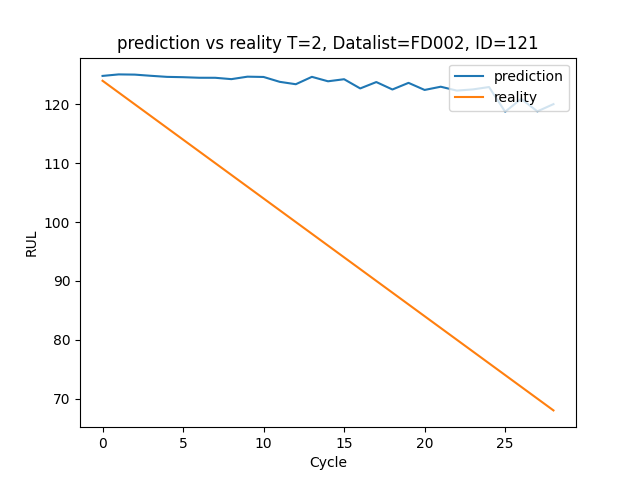 prediction vs reality T=2, Datalist=FD002, ID=121
prediction
reality
120
110
100
90
80
70
RUL
0 5 10 15 20 25
Cycle